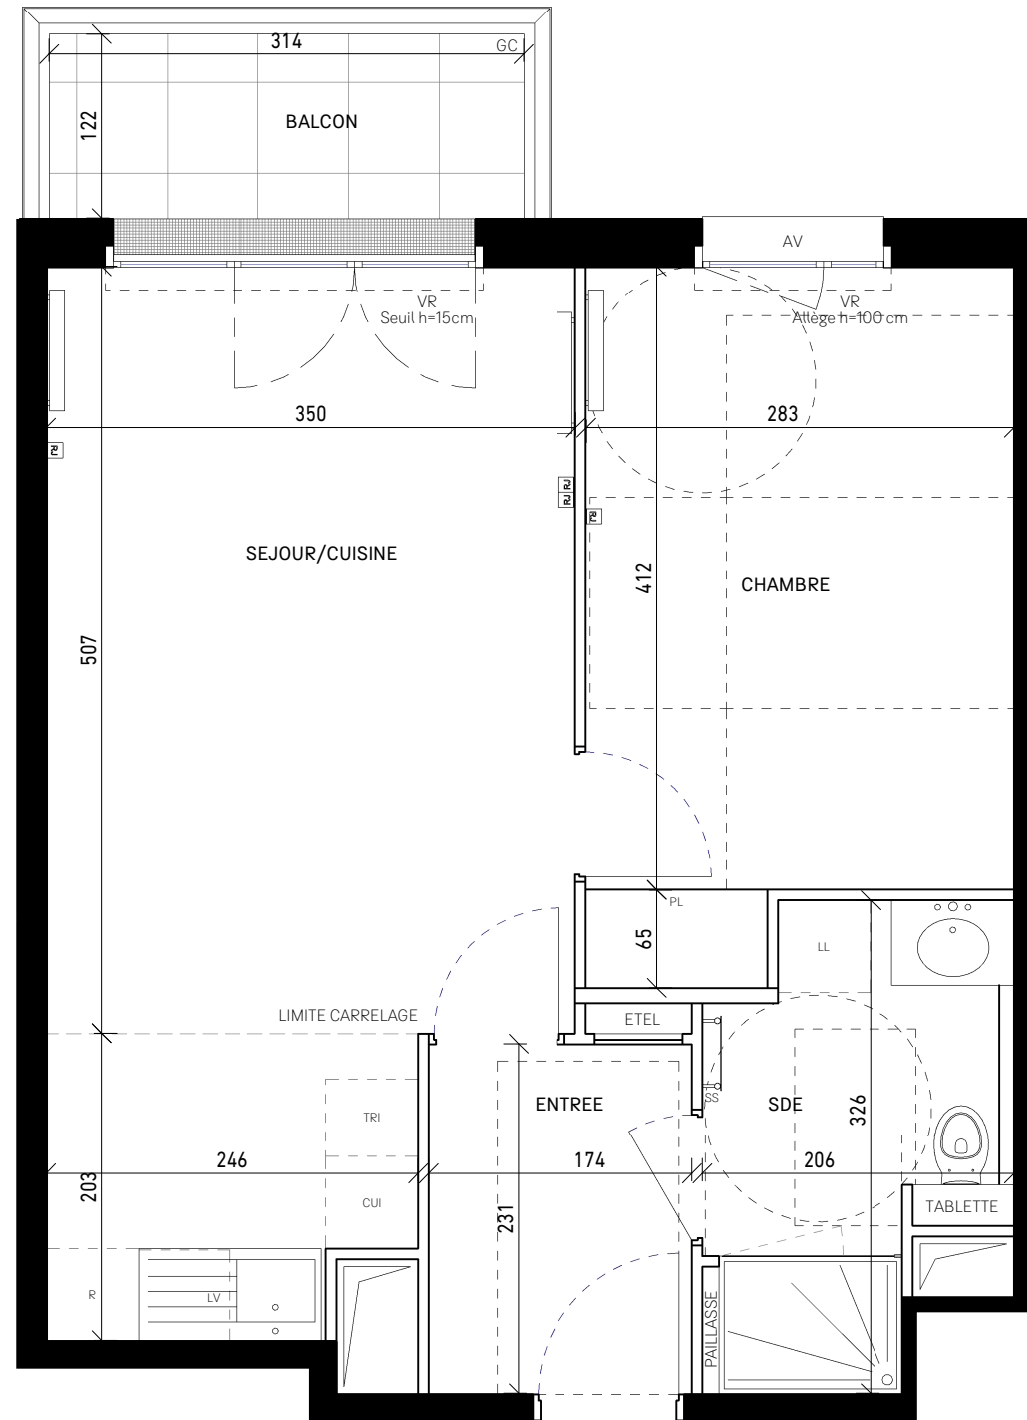 314
GC
122
BALCON
AV
VR
Seuil h=15cm
VR
Allège h=100 cm
350
283
RJ
RJ
RJ
RJ
SEJOUR/CUISINE
412
CHAMBRE
507
PL
65
LL
LIMITE CARRELAGE
ETEL
SS
TRI
ENTREE
SDE
326
246
174
206
203
CUI
231
TABLETTE
R
LV
PAILLASSE